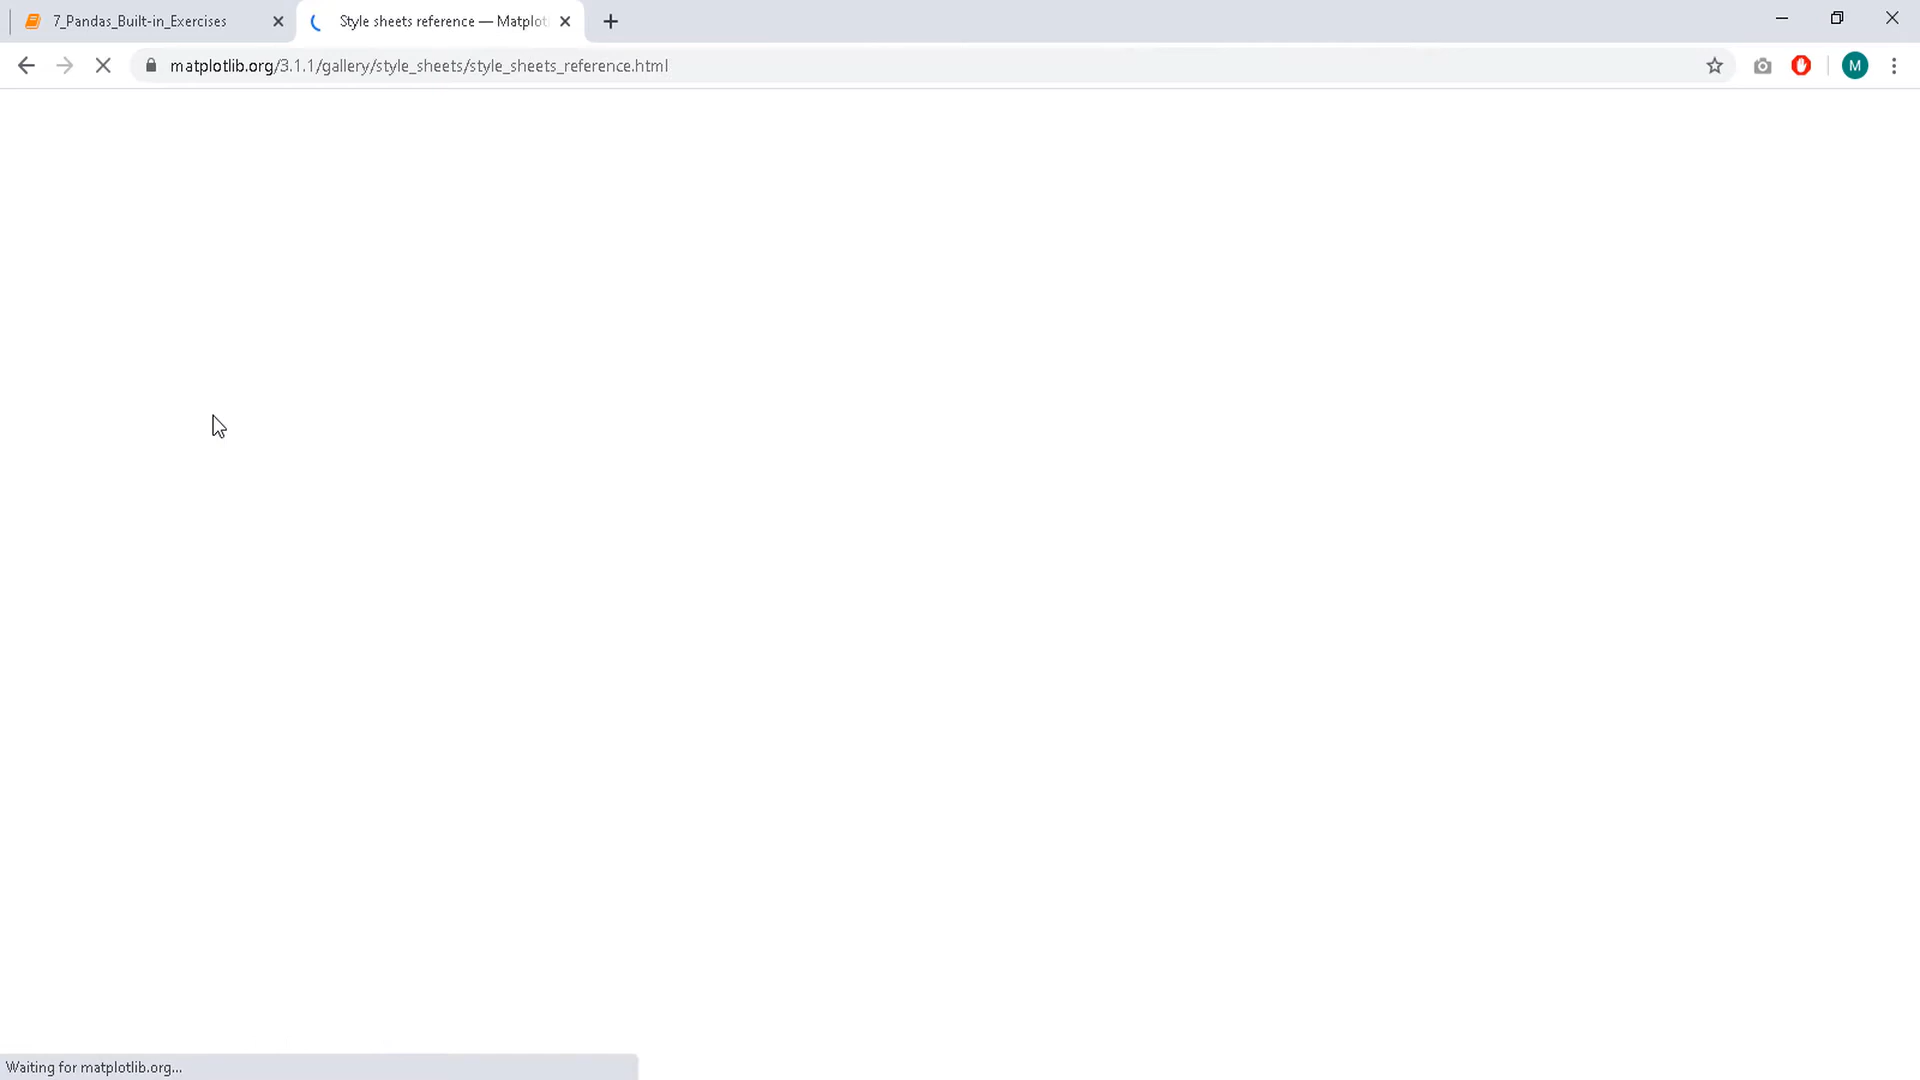 7_Pandas_Built-in_Exercises
Style sheets reference — Matplot
matplotlib.org/3.1.1/gallery/style_sheets/style_sheets_reference.html
M
Waiting for matplotlib.org...